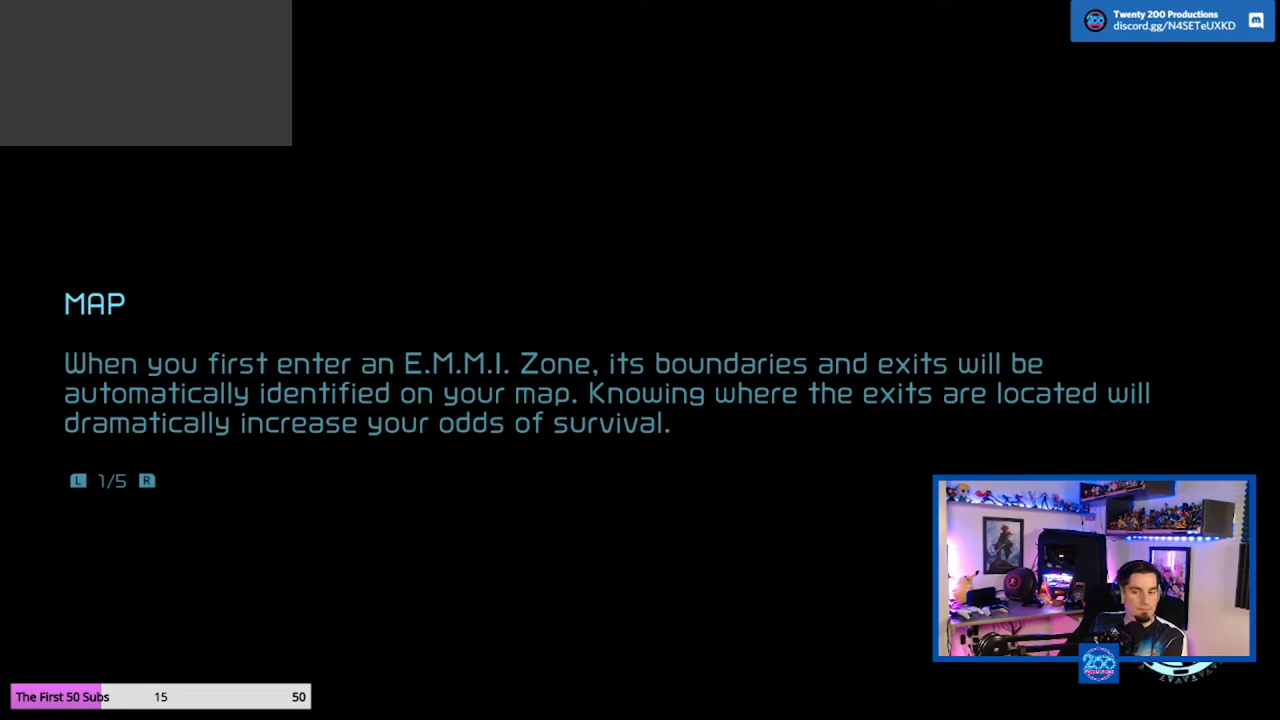 Twenty 200 Productions
discord.gg/N4SETeUXKD
MAP
When you first enter an E.M.M.I. Zone, its boundaries and exits will be
automatically identified on your map. Knowing where the exits are located will
dramatically increase your odds of survival.
L 1/5 R
200
PRODUCTIONS
The First 50 Subs 15 50